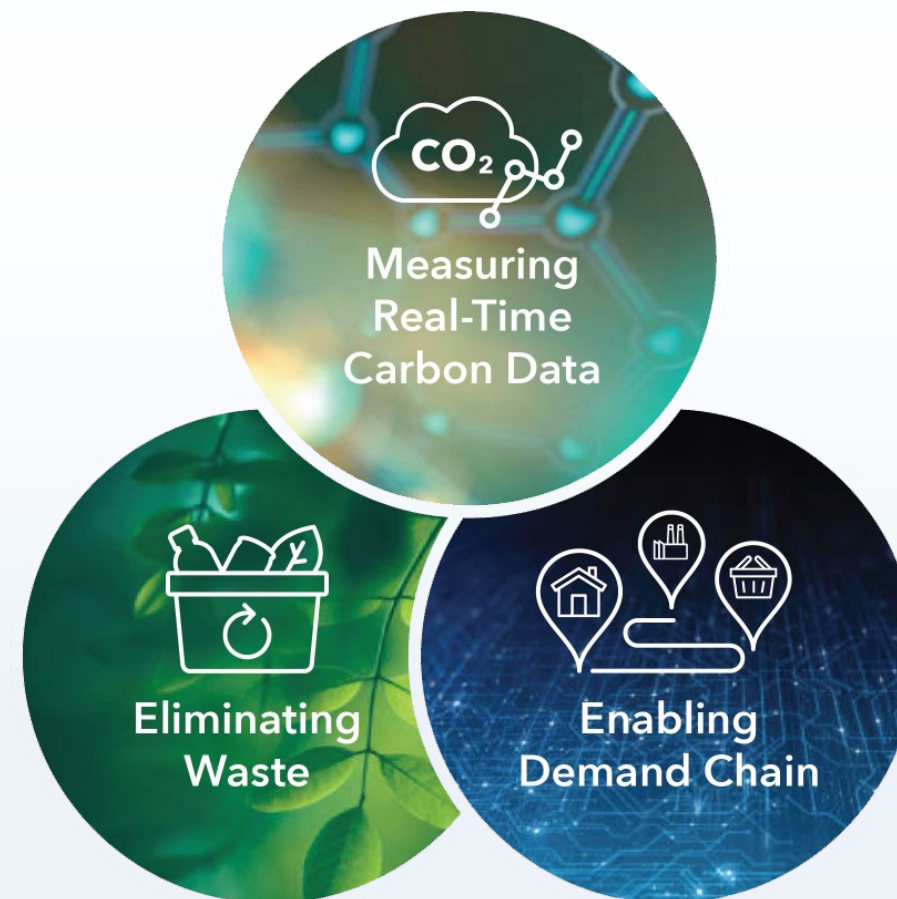 CO₂
Measuring
Real-Time
Carbon Data
Eliminating
Waste
Enabling
Demand Chain